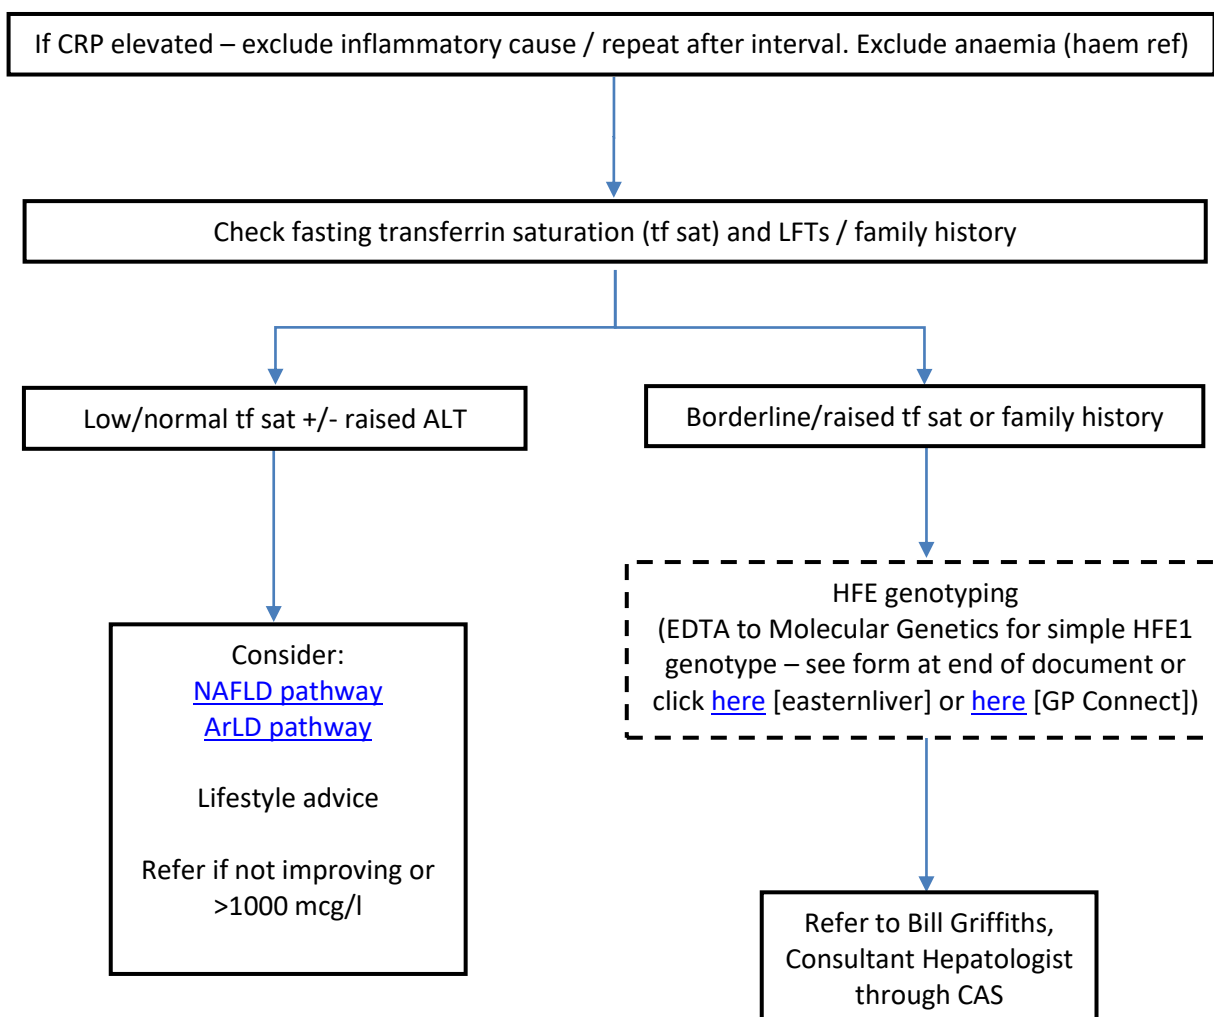 If CRP elevated – exclude inflammatory cause / repeat after interval. Exclude anaemia (haem ref)
Check fasting transferrin saturation (tf sat) and LFTs / family history
Low/normal tf sat +/- raised ALT
Borderline/raised tf sat or family history
Consider:
NAFLD pathway
ArLD pathway
Lifestyle advice
Refer if not improving or
>1000 mcg/l
HFE genotyping
(EDTA to Molecular Genetics for simple HFE1
genotype – see form at end of document or
click here [easternliver] or here [GP Connect])
Refer to Bill Griffiths,
Consultant Hepatologist
through CAS